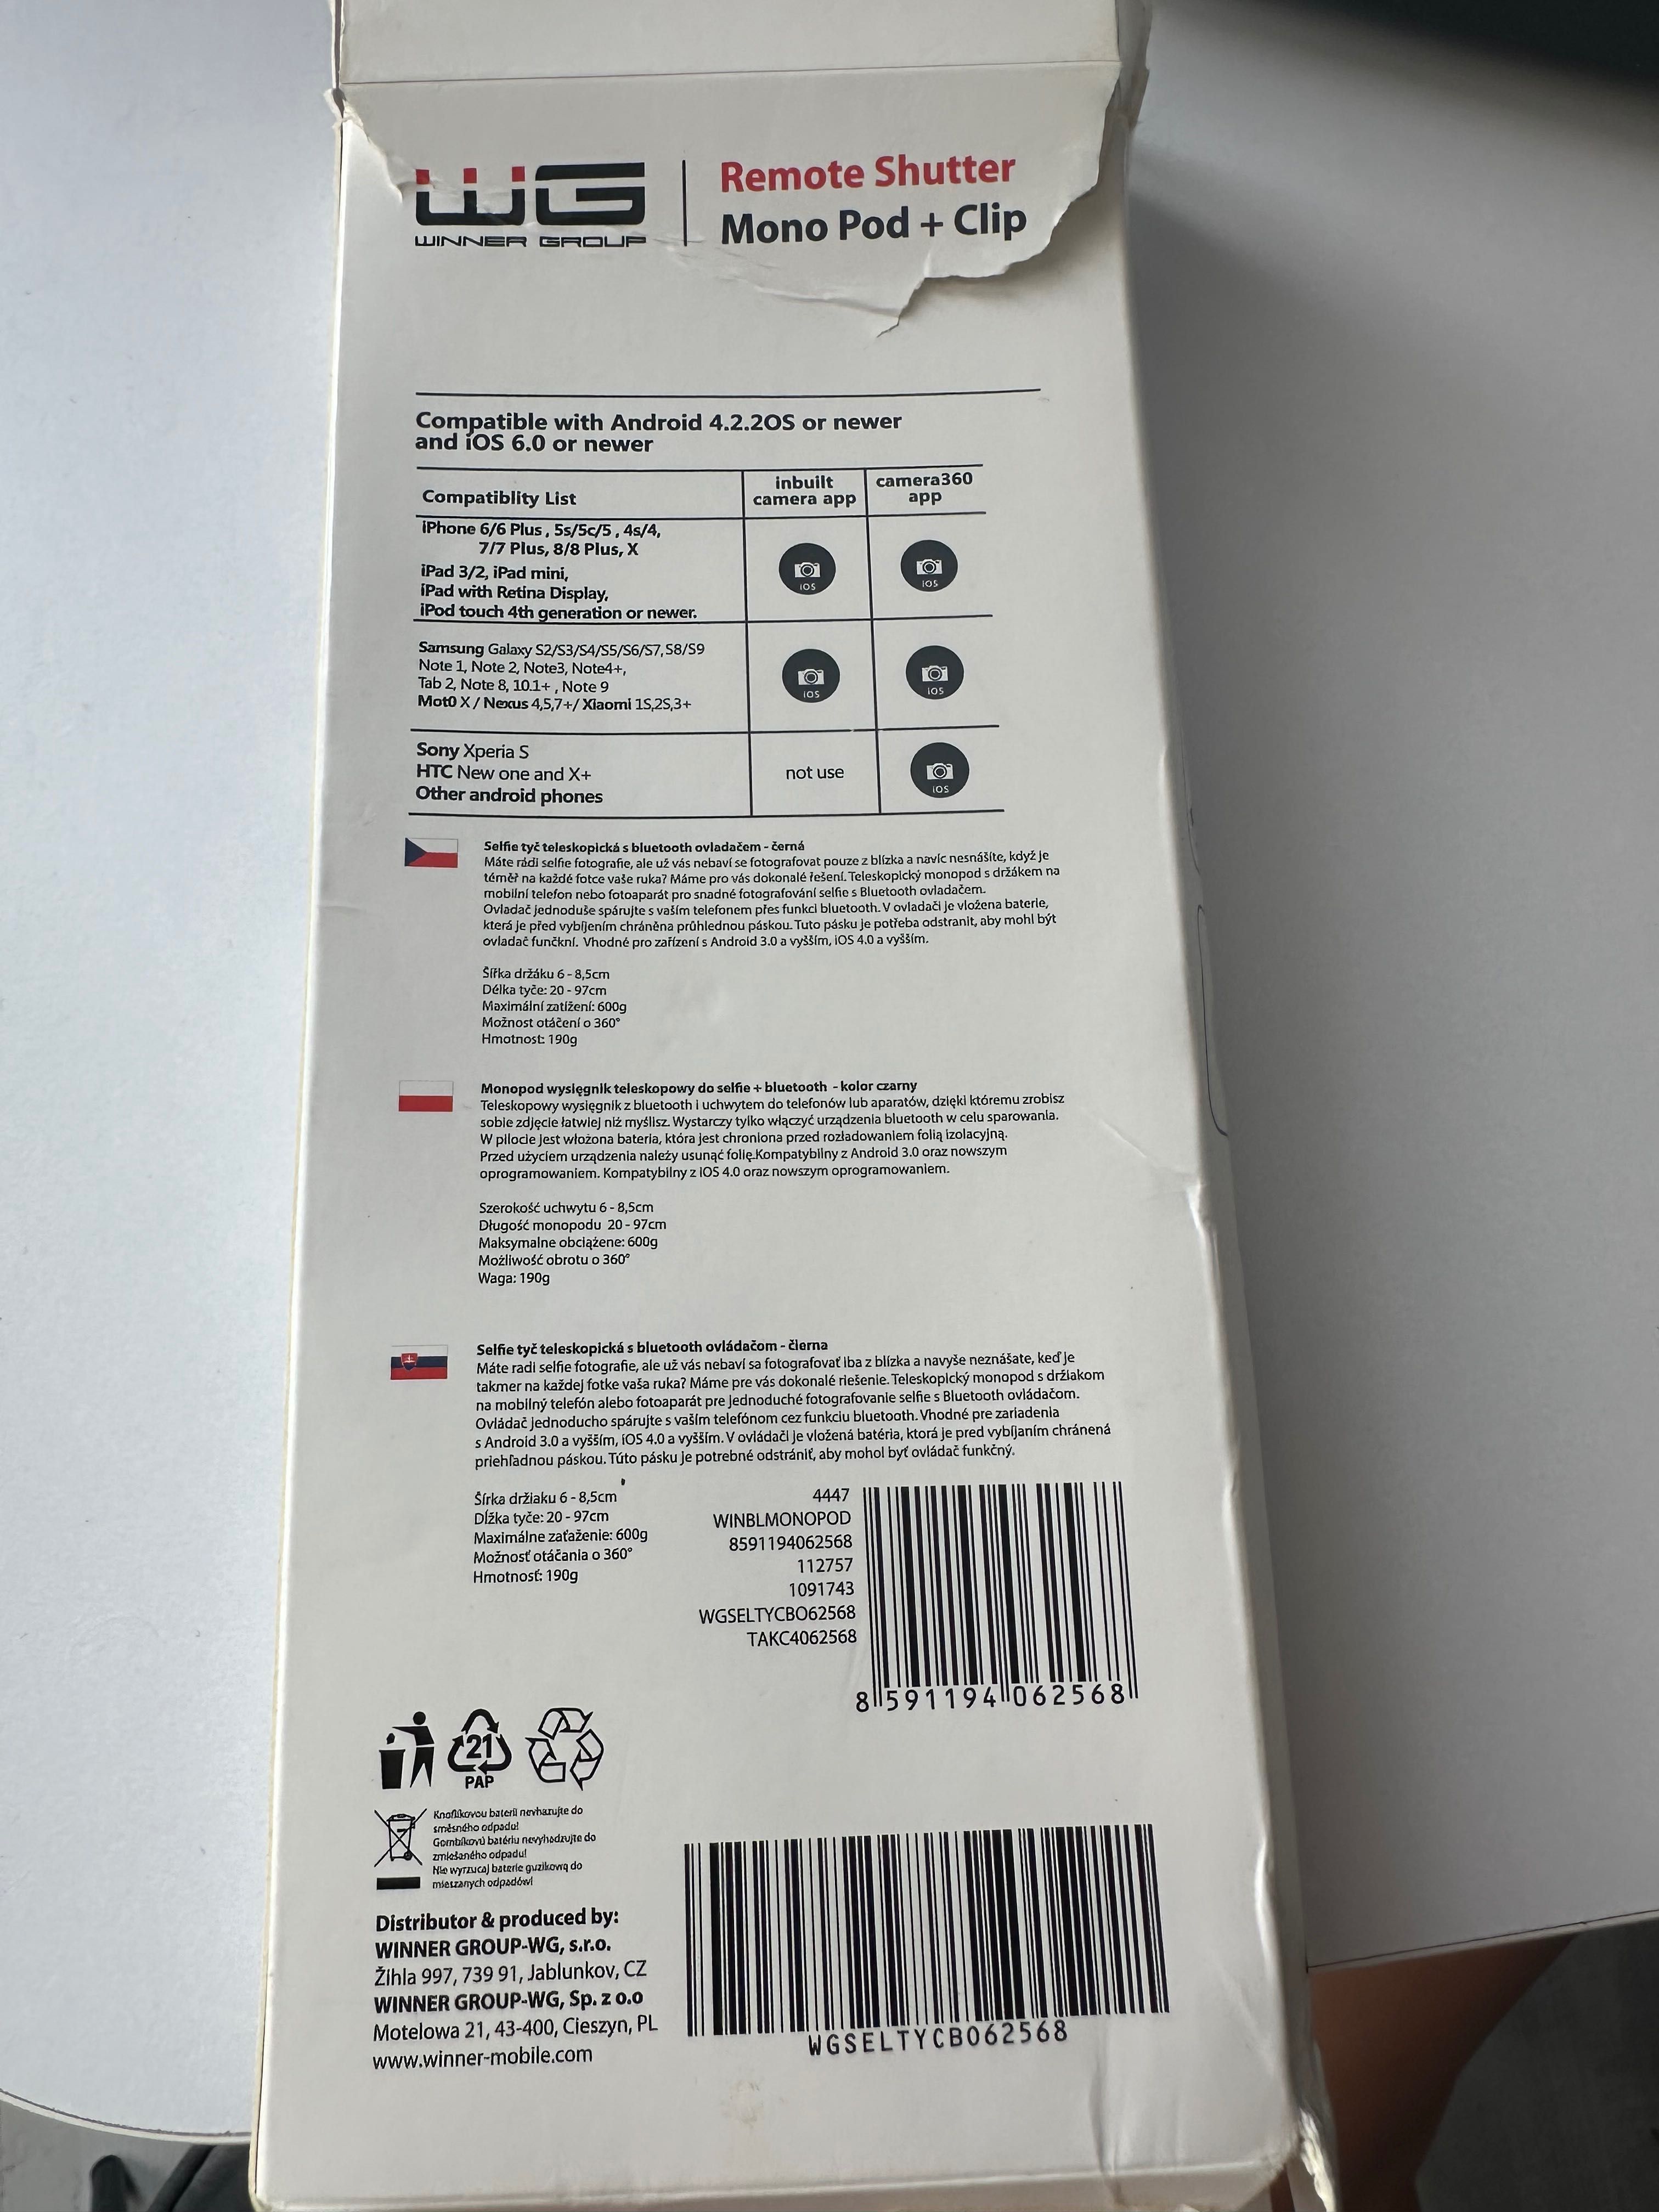 WG
WINNER GROUP
Remote Shutter
Mono Pod + Clip
Compatible with Android 4.2.2OS or newer
and iOS 6.0 or newer
Compatiblity List
inbuilt
camera app
camera360
app
iPhone 6/6 Plus , 5s/5c/5 , 4s/4,
7/7 Plus, 8/8 Plus, X
iPad 3/2, iPad mini,
iPad with Retina Display,
iPod touch 4th generation or newer.
iOS
iOS
Samsung Galaxy S2/S3/S4/S5/S6/S7,S8/S9
Note 1, Note 2, Note3, Note4+,
Tab 2, Note 8, 10.1+ , Note 9
Mot0 X / Nexus 4,5,7+/ Xiaomi 1S,2S,3+
iOS
iOS
Sony Xperia S
HTC New one and X+
Other android phones
not use
iOS
Selfie tyč teleskopická s bluetooth ovladačem - černá
Máte rádi selfie fotografie, ale už vás nebaví se fotografovat pouze z blízka a navíc nesnášíte, když je
téměř na každé fotce vaše ruka? Máme pro vás dokonalé řešení. Teleskopický monopod s držákem na
mobilní telefon nebo fotoaparát pro snadné fotografování selfie s Bluetooth ovladačem.
Ovladač jednoduše spárujte s vaším telefonem přes funkci bluetooth. V ovladači je vložena baterie,
která je před vybíjením chráněna průhlednou páskou. Tuto pásku je potřeba odstranit, aby mohl být
ovladač funčkní. Vhodné pro zařízení s Android 3.0 a vyšším, iOS 4.0 a vyšším.
Šířka držáku 6 - 8,5cm
Délka tyče: 20 - 97cm
Maximální zatížení: 600g
Možnost otáčení o 360°
Hmotnost: 190g
Monopod wysięgnik teleskopowy do selfie + bluetooth - kolor czarny
Teleskopowy wysięgnik z bluetooth i uchwytem do telefonów lub aparatów, dzięki któremu zrobisz
sobie zdjęcie łatwiej niż myślisz. Wystarczy tylko włączyć urządzenia bluetooth w celu sparowania.
W pilocie jest włożona bateria, która jest chroniona przed rozładowaniem folią izolacyjną.
Przed użyciem urządzenia należy usunąć folię.Kompatybilny z Android 3.0 oraz nowszym
oprogramowaniem. Kompatybilny z iOS 4.0 oraz nowszym oprogramowaniem.
Szerokość uchwytu 6 - 8,5cm
Długość monopodu 20 - 97cm
Maksymalne obciążene: 600g
Możliwość obrotu o 360°
Waga: 190g
Selfie tyč teleskopická s bluetooth ovládačom - čierna
Máte radi selfie fotografie, ale už vás nebaví sa fotografovať iba z blízka a navyše neznášate, keď je
takmer na každej fotke vaša ruka? Máme pre vás dokonalé riešenie. Teleskopický monopod s držiakom
na mobilný telefón alebo fotoaparát pre jednoduché fotografovanie selfie s Bluetooth ovládačom.
Ovládač jednoducho spárujte s vaším telefónom cez funkciu bluetooth. Vhodné pre zariadenia
s Android 3.0 a vyšším, iOS 4.0 a vyšším. V ovládači je vložená batéria, ktorá je pred vybíjaním chránená
priehľadnou páskou. Túto pásku je potrebné odstrániť, aby mohol byť ovládač funkčný.
Šírka držiaku 6 - 8,5cm
Dĺžka tyče: 20 - 97cm
Maximálne zaťaženie: 600g
Možnosť otáčania o 360°
Hmotnosť: 190g
4447
WINBLMONOPOD
8591194062568
112757
1091743
WGSELTYCBO62568
TAKC4062568
8 591194 062568
21
PAP
Knoflíkovou baterii nevhazujte do
směsného odpadu!
Gombíkovú batériu nevyhadzujte do
zmiešaného odpadu!
Nie wyrzucaj baterie guzikową do
mieszanych odpadów!
Distributor & produced by:
WINNER GROUP-WG, s.r.o.
Žihla 997, 739 91, Jablunkov, CZ
WINNER GROUP-WG, Sp. z o.o
Motelowa 21, 43-400, Cieszyn, PL
www.winner-mobile.com
WGSELTYCBO62568